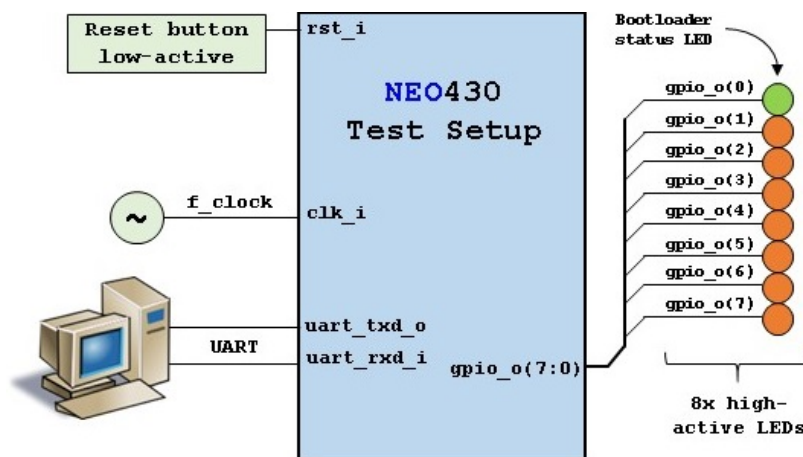 Reset button
low-active
rst_i
NEO430
Test Setup
f_clock
~
clk_i
UART
uart_txd_o
uart_rxd_i
gpio_o(7:0)
Bootloader
status LED
gpio_o(0)
gpio_o(1)
gpio_o(2)
gpio_o(3)
gpio_o(4)
gpio_o(5)
gpio_o(6)
gpio_o(7)
8x high-
active LEDs